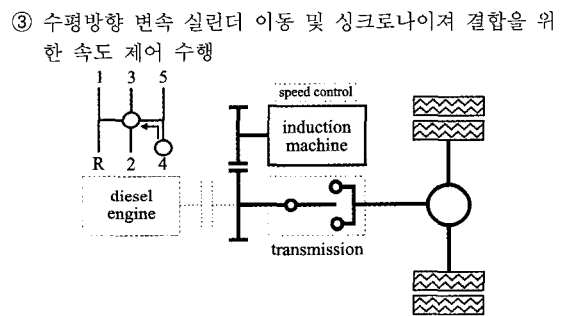 ③ 수평방향 변속 실린더 이동 및 싱크로나이져 결합을 위
한 속도 제어 수행
1 3 5
R 2 4
speed control
induction
machine
diesel
engine
transmission